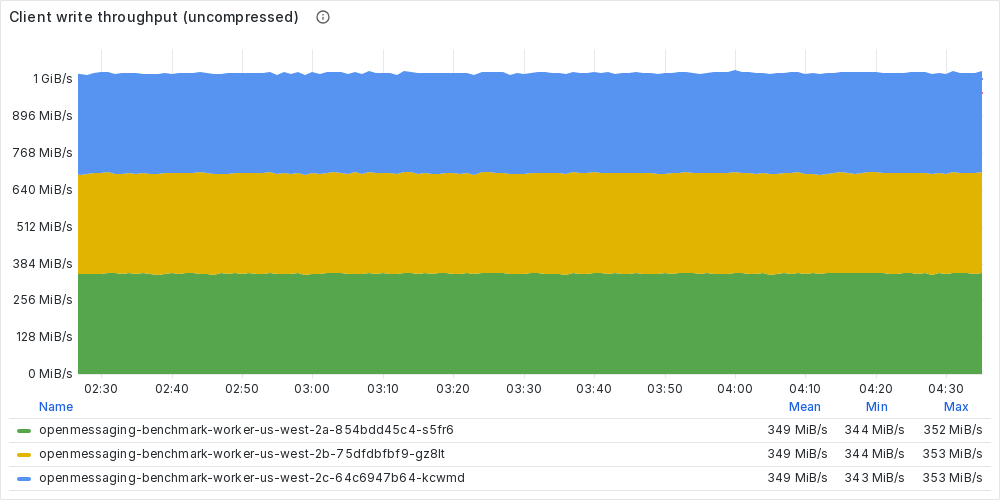 Client write throughput (uncompressed)
1 GiB/s
896 MiB/s
768 MiB/s
640 MiB/s
512 MiB/s
384 MiB/s
256 MiB/s
128 MiB/s
0 MiB/s
02:30 02:40 02:50 03:00 03:10 03:20 03:30 03:40 03:50 04:00 04:10 04:20 04:30
Name Mean Min Max
openmessaging-benchmark-worker-us-west-2a-854bdd45c4-s5fr6 349 MiB/s 344 MiB/s 352 MiB/s
openmessaging-benchmark-worker-us-west-2b-75dfdbfbf9-gz8lt 349 MiB/s 344 MiB/s 353 MiB/s
openmessaging-benchmark-worker-us-west-2c-64c6947b64-kcwmd 349 MiB/s 343 MiB/s 353 MiB/s